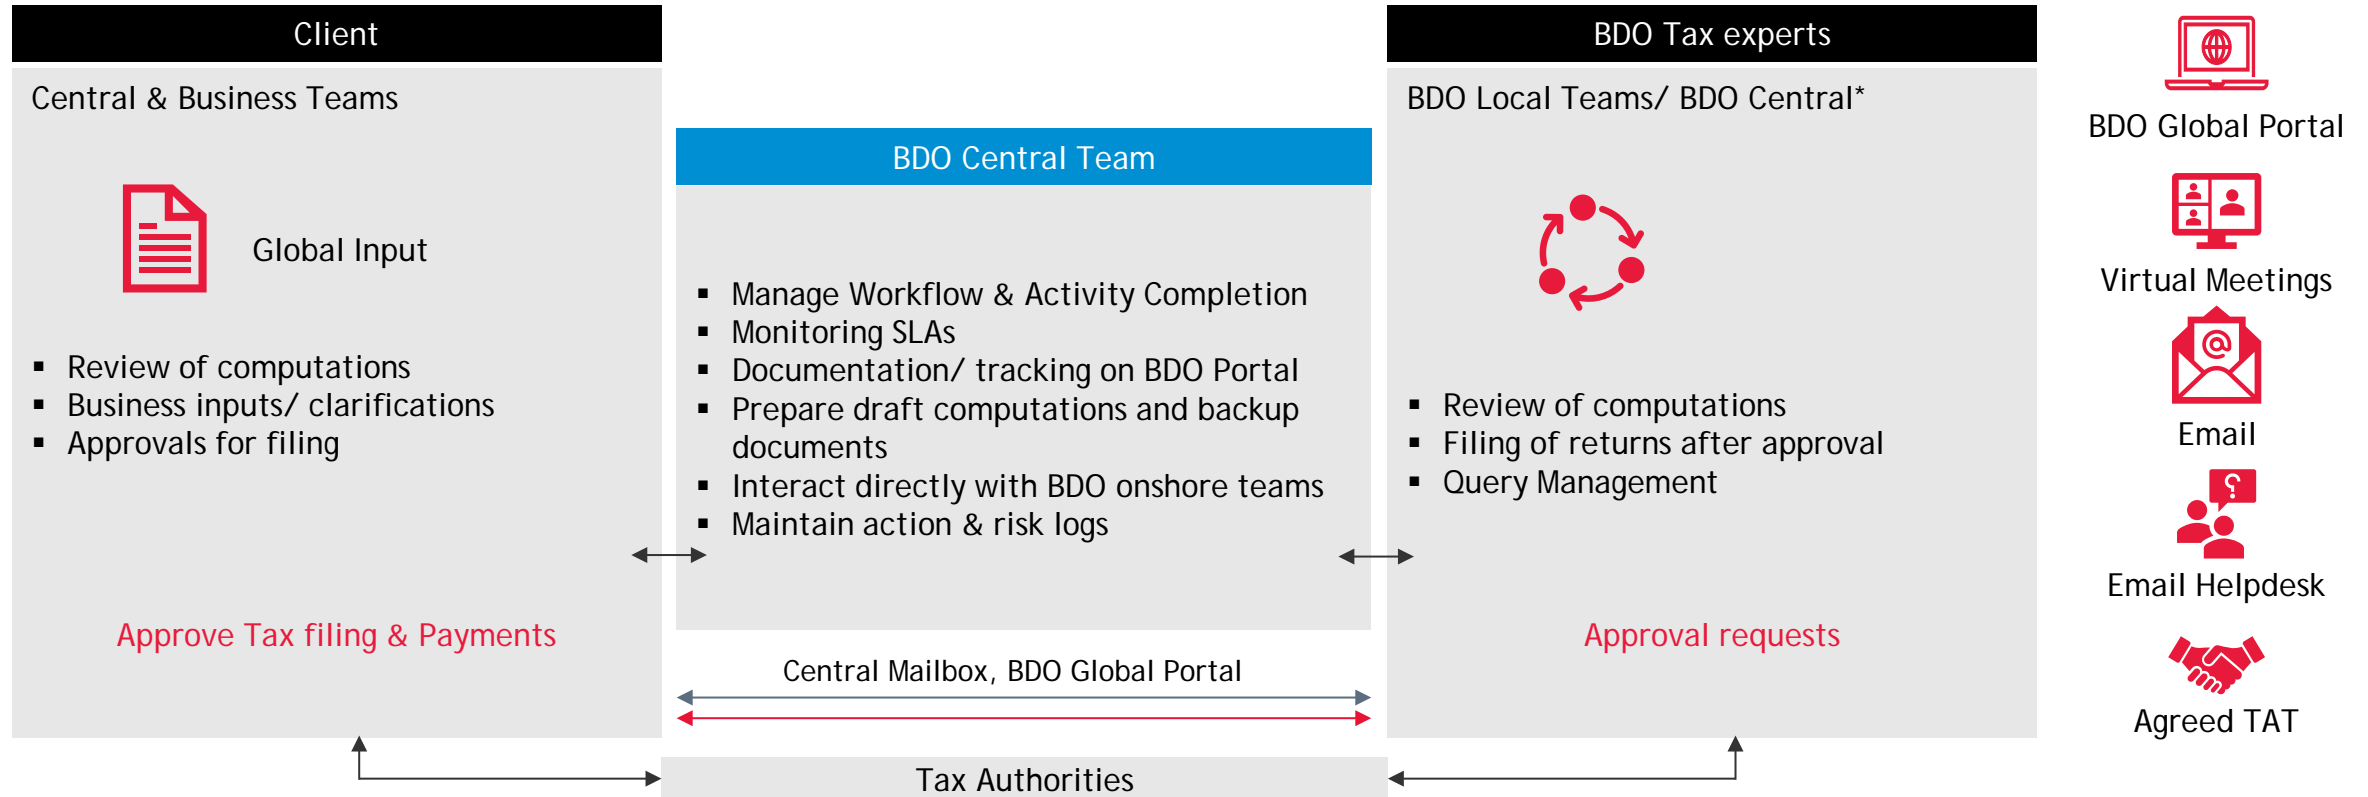 Client
Central & Business Teams
Global Input
▪ Review of computations
▪ Business inputs/ clarifications
▪ Approvals for filing
Approve Tax filing & Payments
BDO Central Team
▪ Manage Workflow & Activity Completion
▪ Monitoring SLAs
▪ Documentation/ tracking on BDO Portal
▪ Prepare draft computations and backup
documents
▪ Interact directly with BDO onshore teams
▪ Maintain action & risk logs
Central Mailbox, BDO Global Portal
BDO Tax experts
BDO Local Teams/ BDO Central*
▪ Review of computations
▪ Filing of returns after approval
▪ Query Management
Approval requests
Tax Authorities
BDO Global Portal
Virtual Meetings
@
Email
?
Email Helpdesk
Agreed TAT